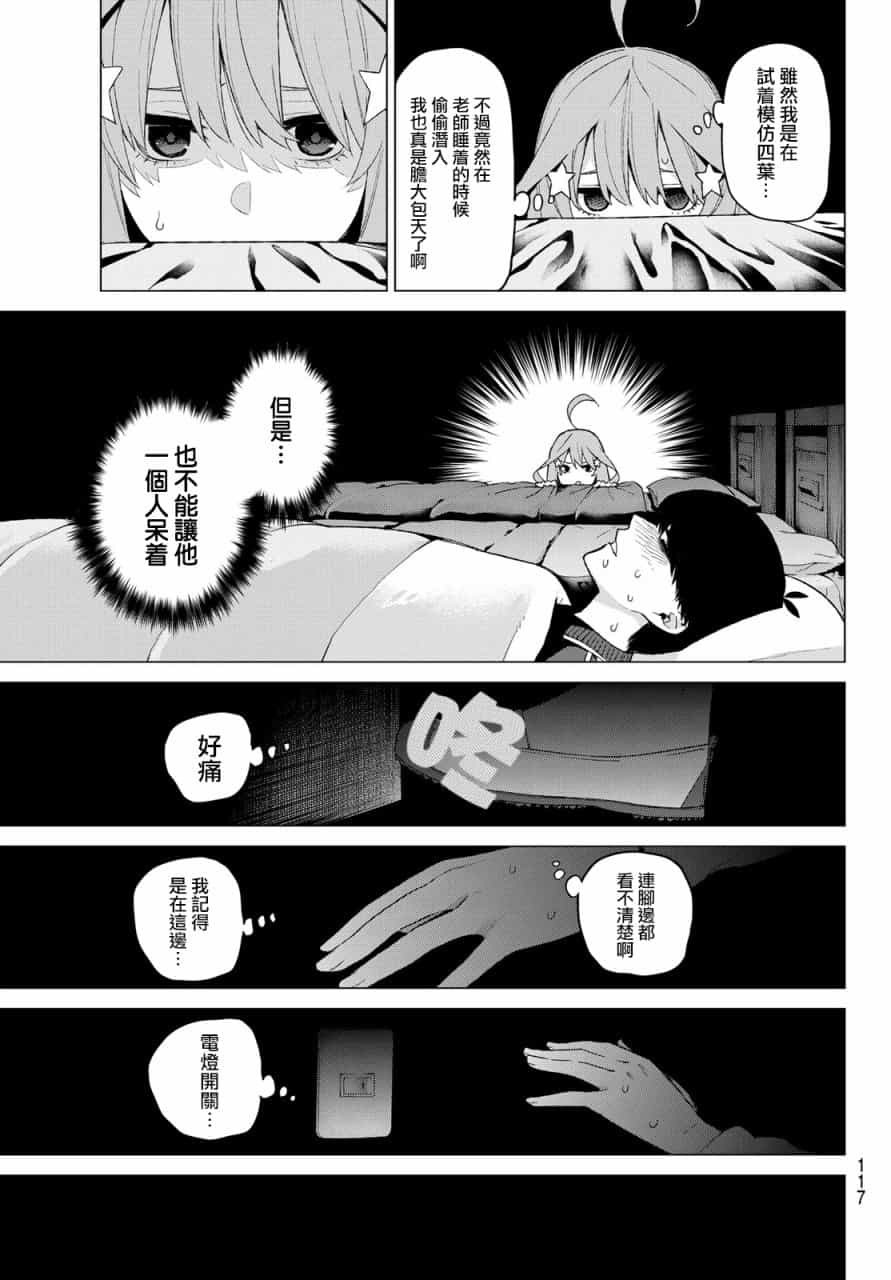 雖然我是在
試着模仿四葉…
不過竟然在
老師睡着的時候
偷偷潛入
我也真是膽大包天了啊
但是…
也不能讓他
一個人呆着
咚
好痛
連腳邊都
看不清楚啊
我記得
是在這邊…
電燈開關…
117